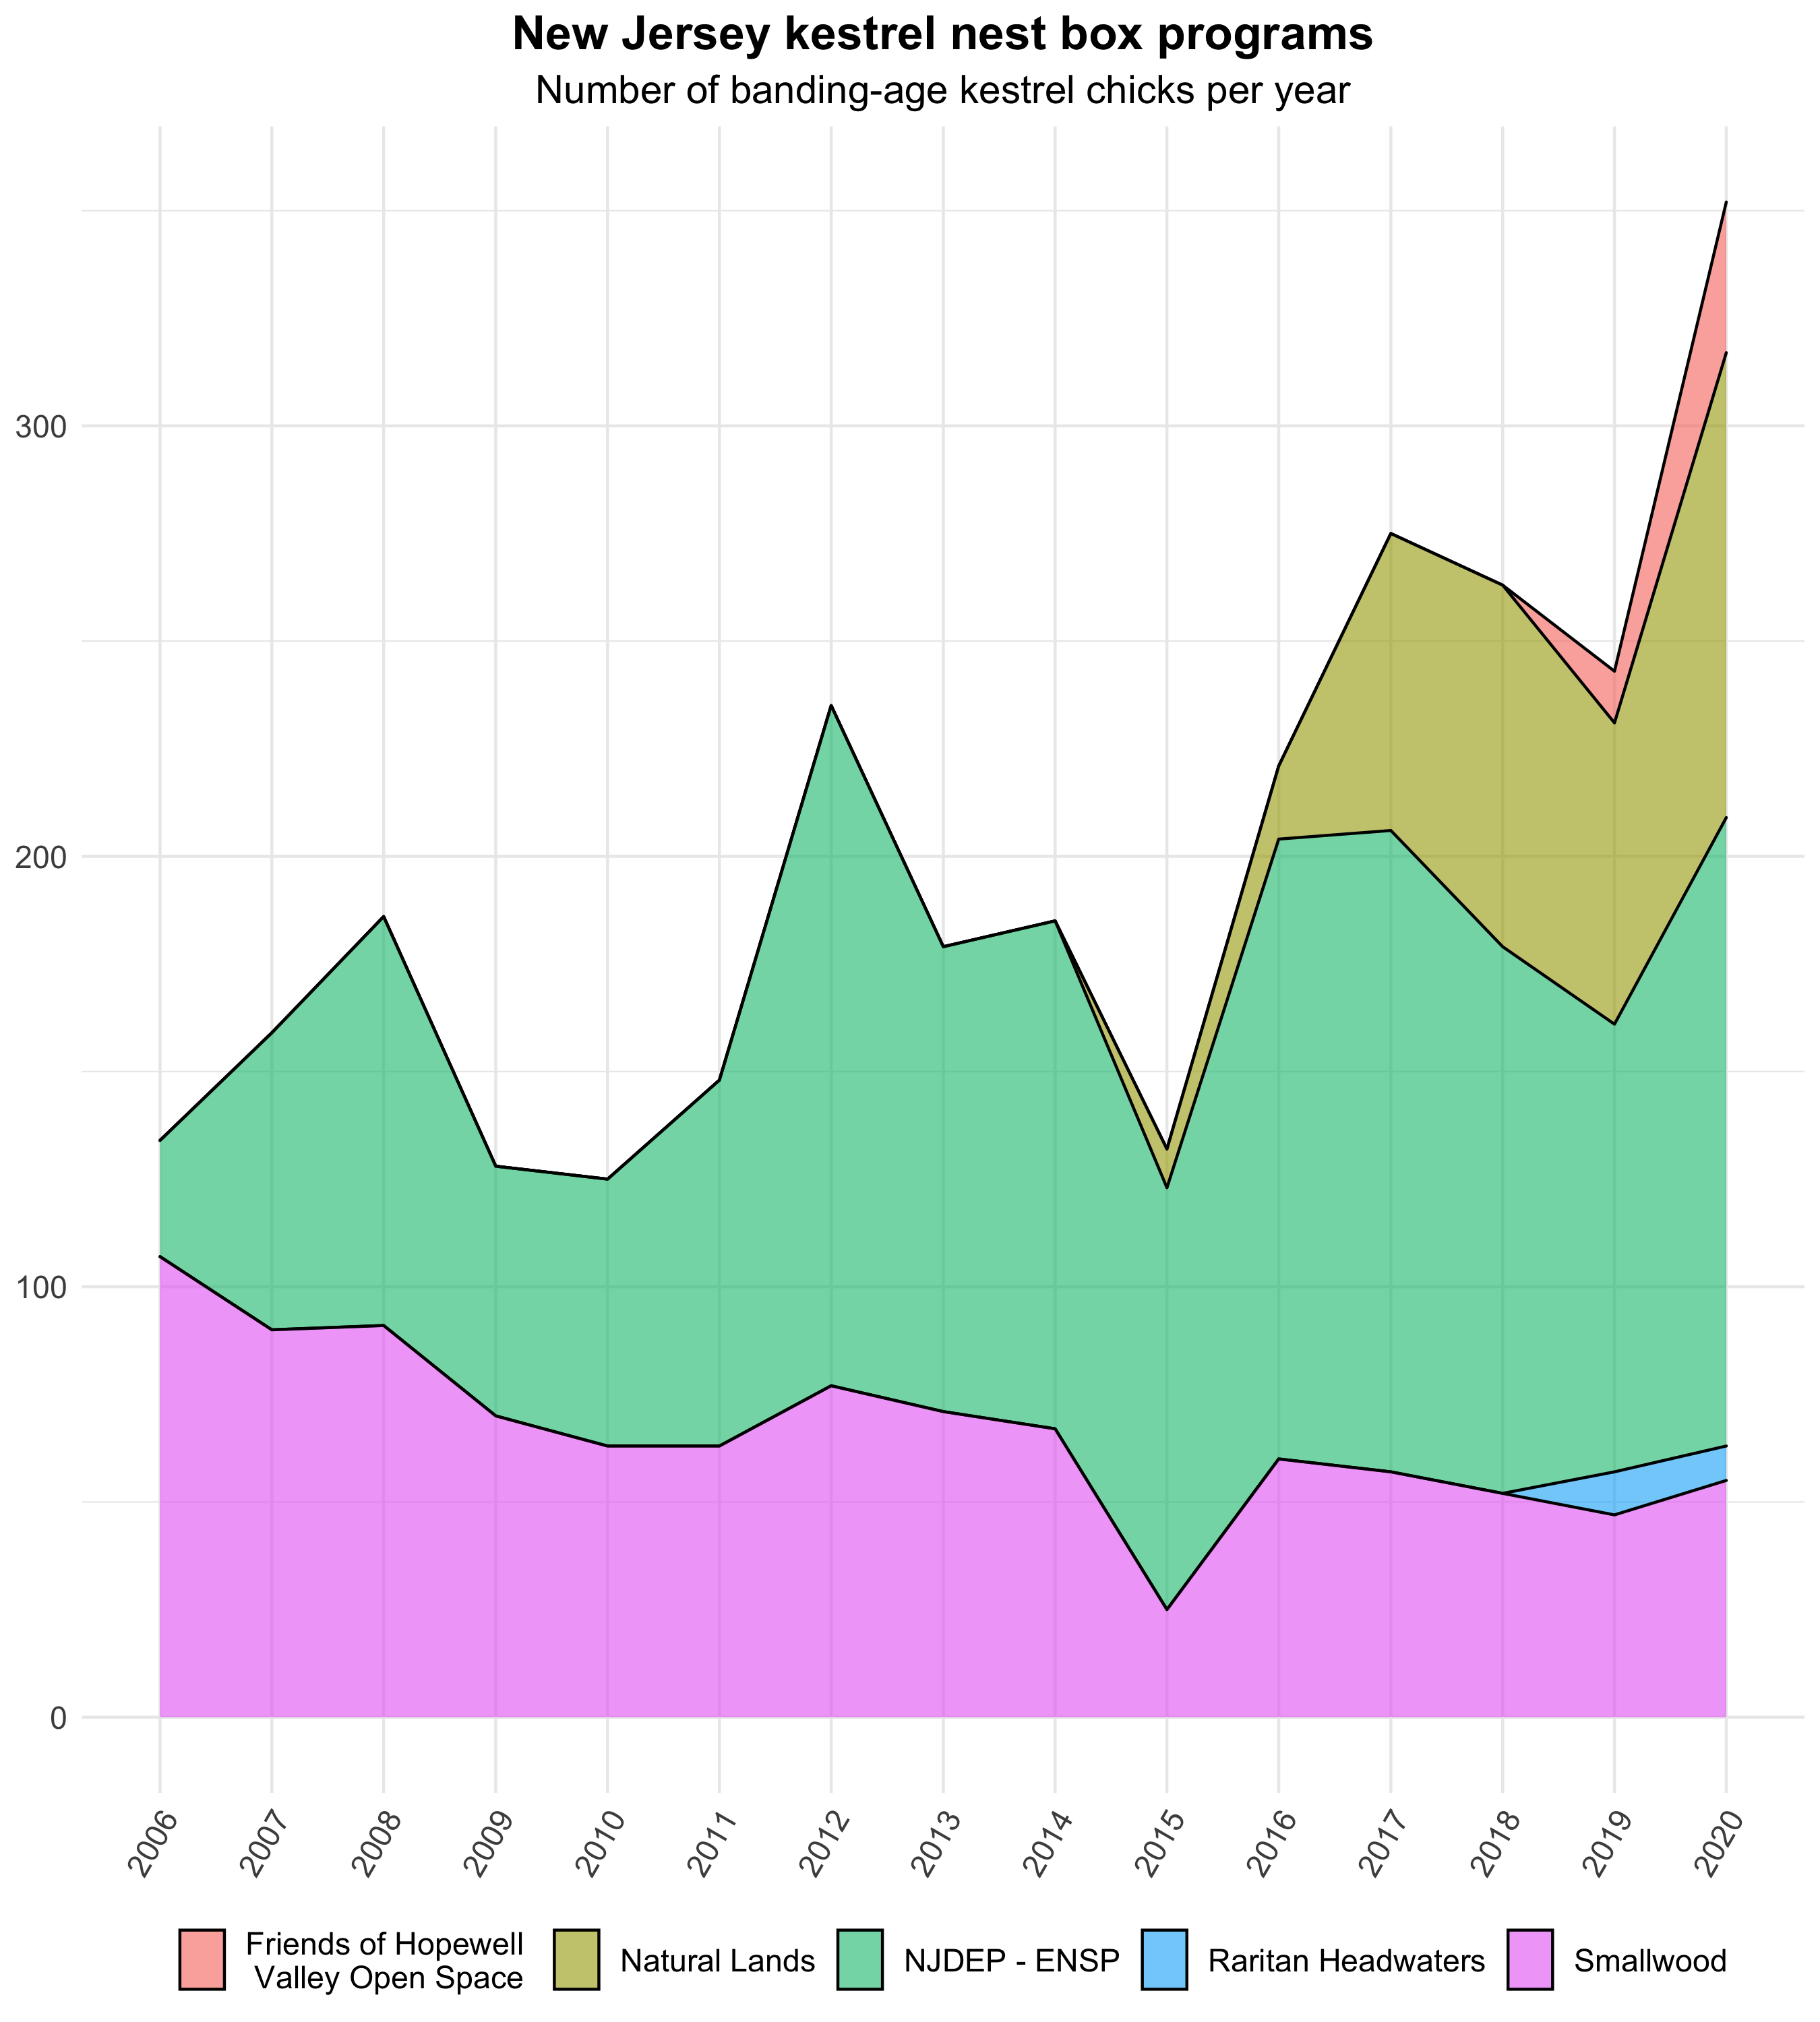 New Jersey kestrel nest box programs
Number of banding-age kestrel chicks per year
300
200
100
0
2006
2007
2008
2009
2010
2011
2012
2013
2014
2015
2016
2017
2018
2019
2020
Friends of Hopewell
Valley Open Space
Natural Lands
NJDEP - ENSP
Raritan Headwaters
Smallwood